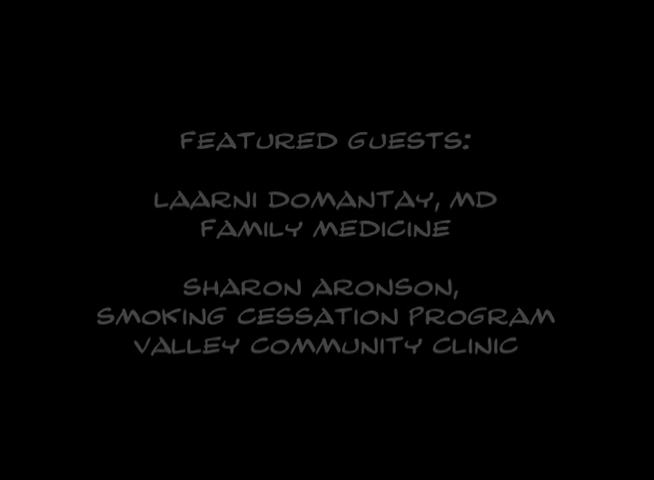 FEATURED GUESTS:
LAARNI DOMANTAY, MD
FAMILY MEDICINE
SHARON ARONSON,
SMOKING CESSATION PROGRAM
VALLEY COMMUNITY CLINIC